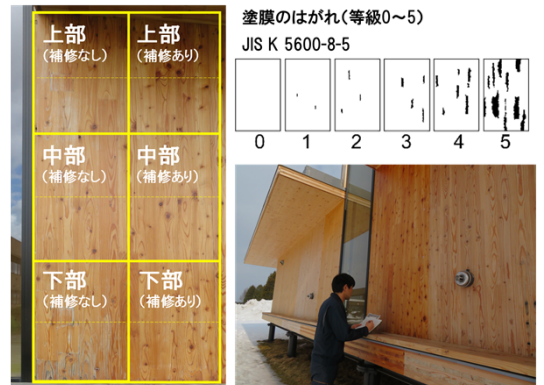 上部
(補修なし)
上部
(補修あり)
中部
(補修なし)
中部
(補修あり)
下部
(補修なし)
下部
(補修あり)
塗膜のはがれ(等級0~5)
JIS K 5600-8-5
0 1 2 3 4 5